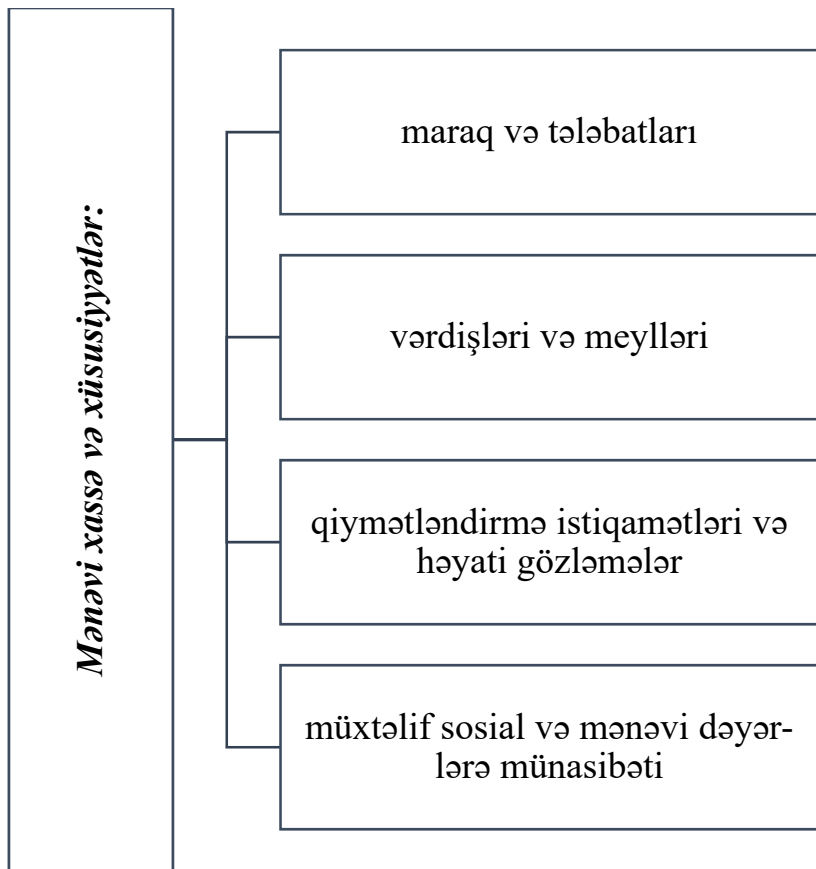 Mənəvi xassə və xüsusiyyətlər:
maraq və tələbatları
vərdişləri və meylləri
qiymətləndirmə istiqamətləri və
həyati gözləmələr
müxtəlif sosial və mənəvi dəyər-
lərə münasibəti